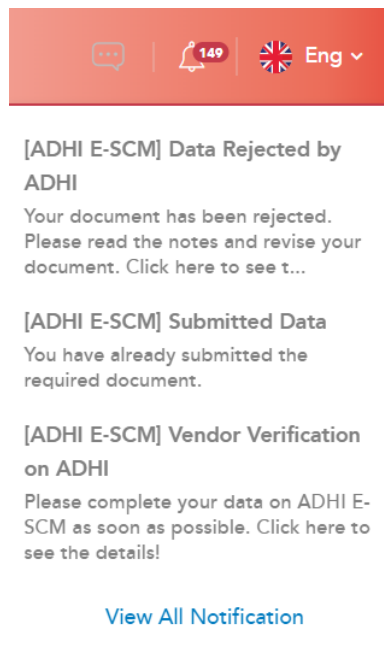 149
Eng
[ADHI E-SCM] Data Rejected by
ADHI
Your document has been rejected.
Please read the notes and revise your
document. Click here to see t...
[ADHI E-SCM] Submitted Data
You have already submitted the
required document.
[ADHI E-SCM] Vendor Verification
on ADHI
Please complete your data on ADHI E-
SCM as soon as possible. Click here to
see the details!
View All Notification